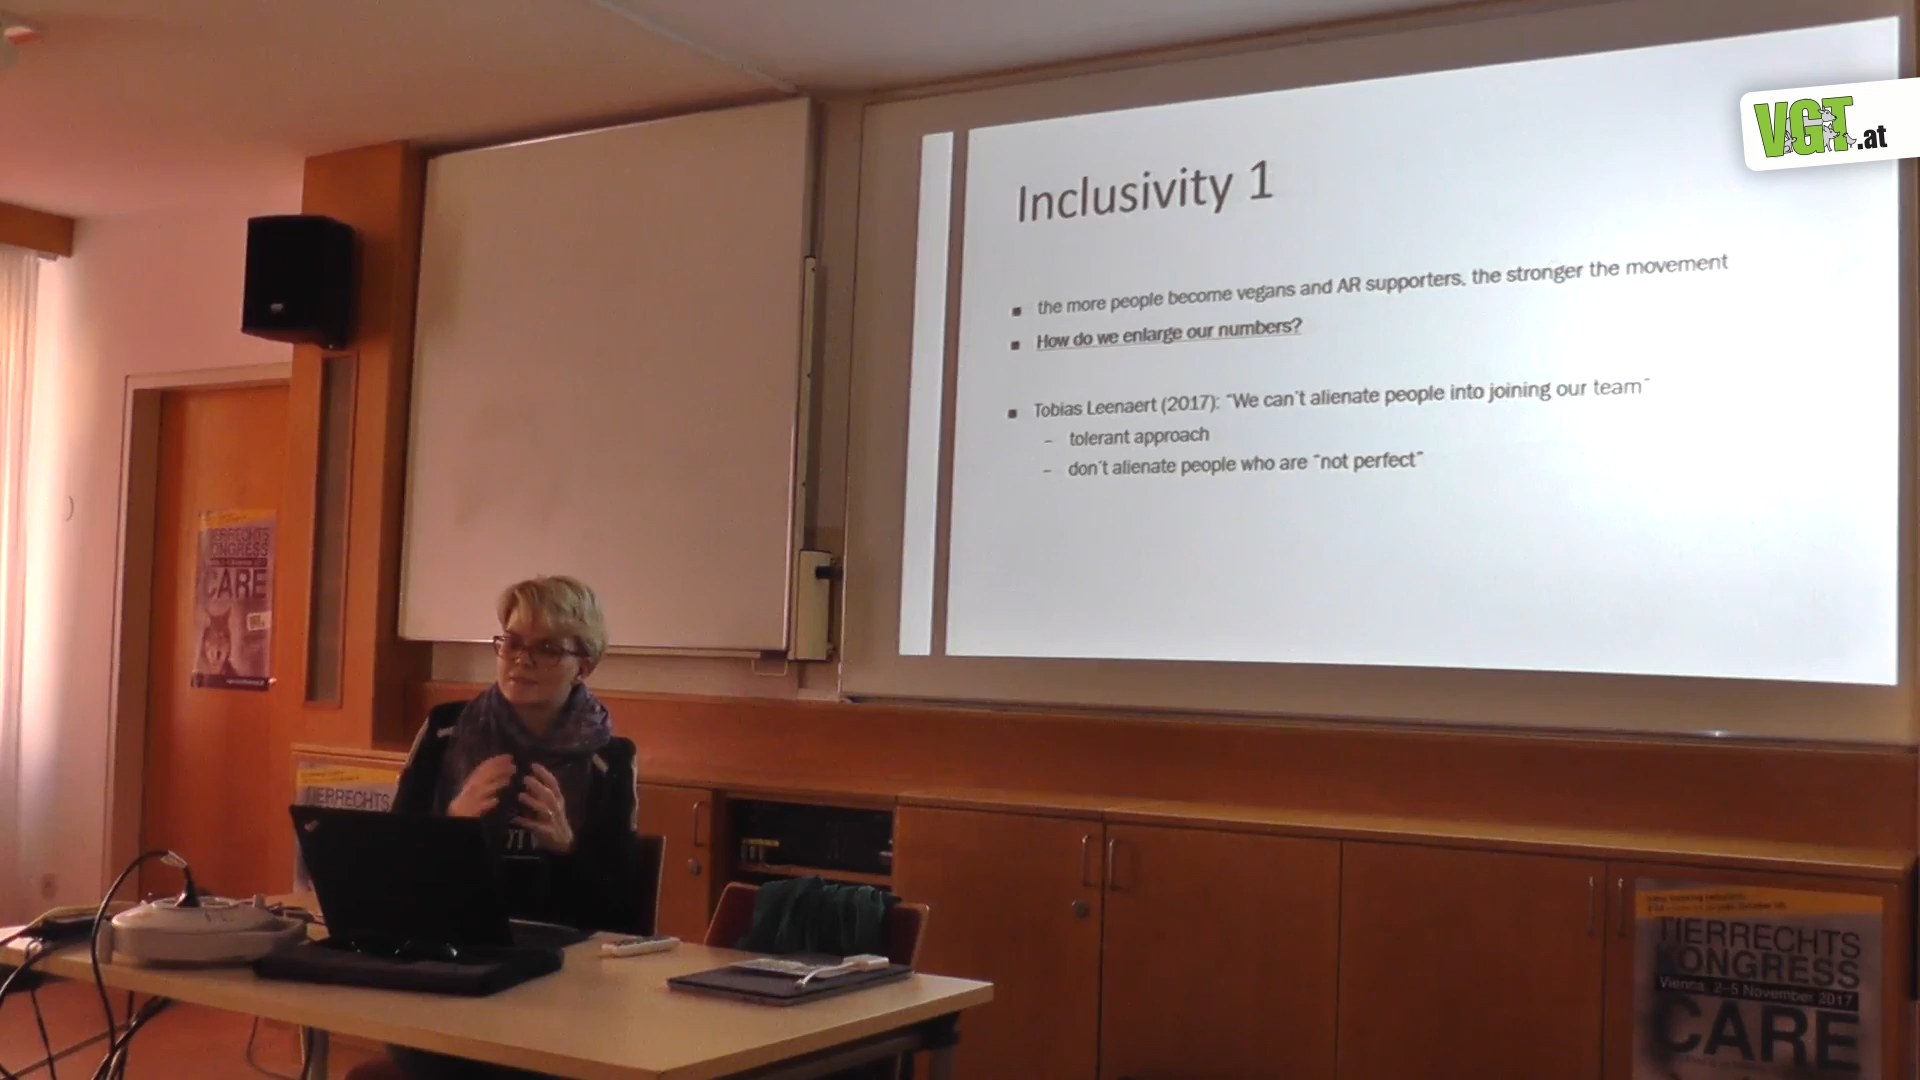 VGT.at
Inclusivity 1
the more people become vegans and AR supporters, the stronger the movement
How do we enlarge our numbers?
Tobias Leenaert (2017): "We can't alienate people into joining our team"
– tolerant approach
– don't alienate people who are "not perfect"
TIERRECHTS
KONGRESS
CARE
TIERRECHTS
TIERRECHTS
KONGRESS
Vienna, 2-5 November 2017
CARE